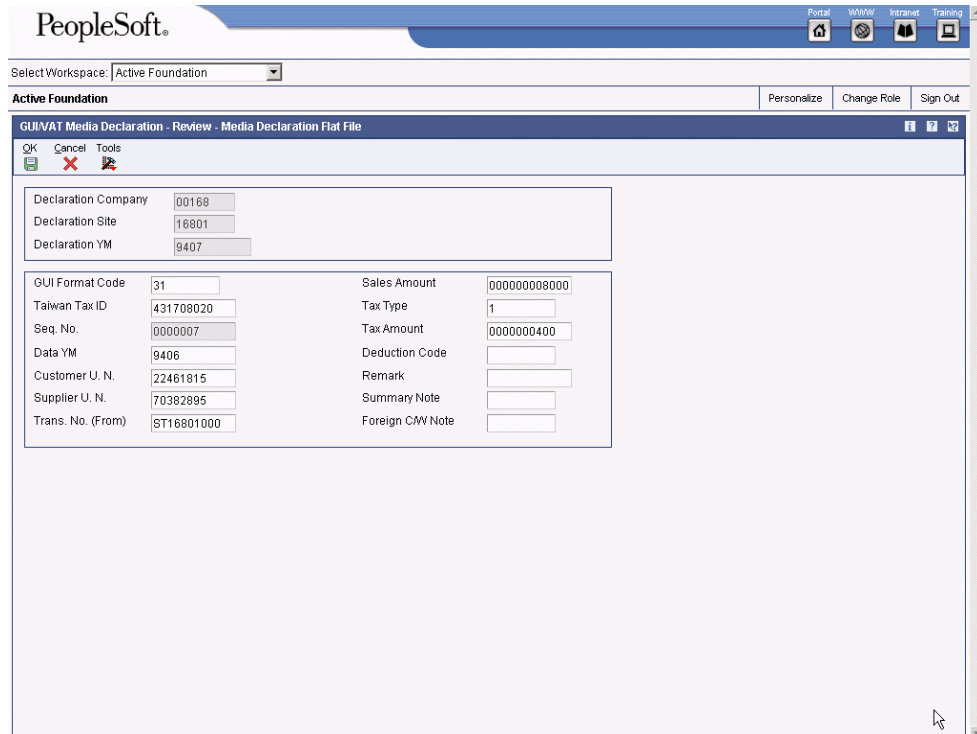 PeopleSoft.
Portal WWW Intranet Training
Select Workspace: Active Foundation
Active Foundation Personalize Change Role Sign Out
GUI/VAT Media Declaration - Review - Media Declaration Flat File
OK Cancel Tools
Declaration Company 00168
Declaration Site 16801
Declaration YM 9407
GUI Format Code 31 Sales Amount 000000008000
Taiwan Tax ID 431708020 Tax Type 1
Seq. No. 0000007 Tax Amount 0000000400
Data YM 9406 Deduction Code
Customer U. N. 22461815 Remark
Supplier U. N. 70382895 Summary Note
Trans. No. (From) ST16801000 Foreign C/W Note